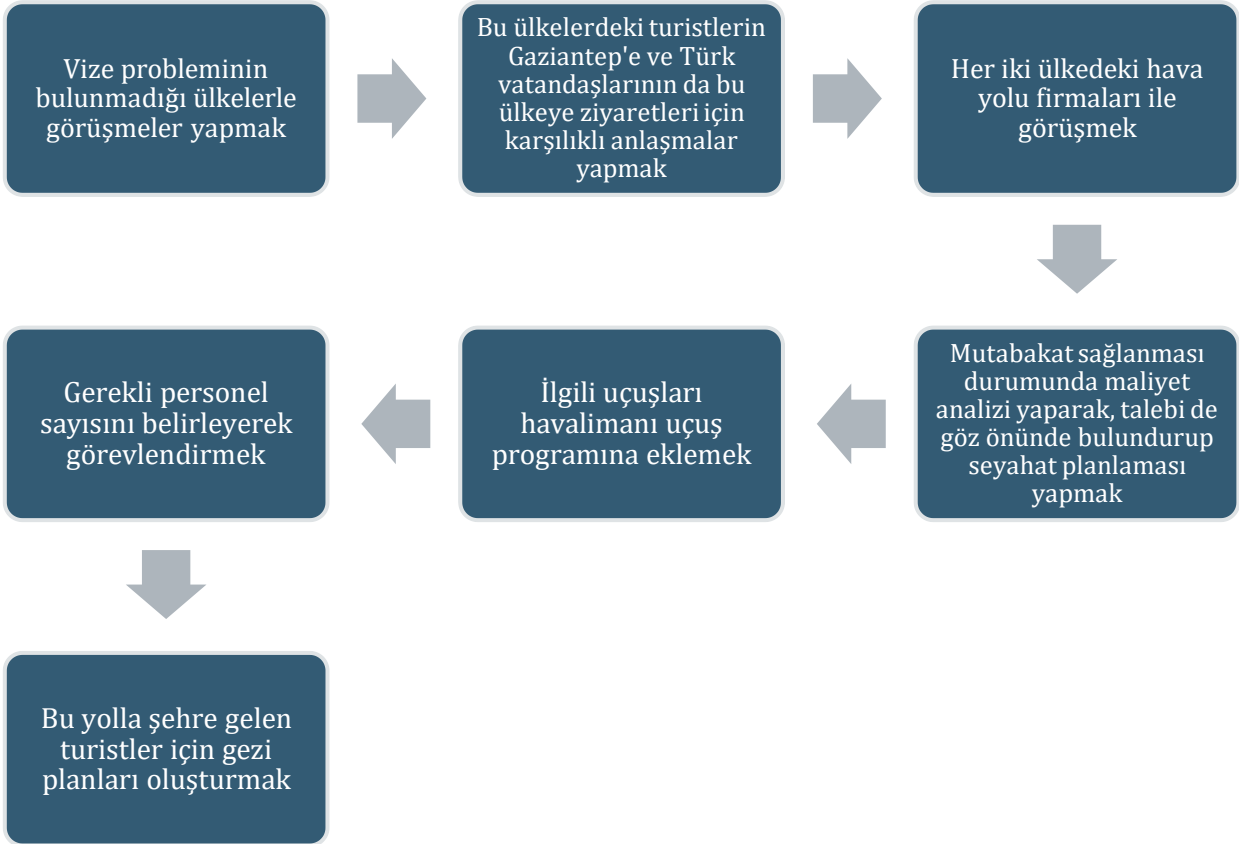 Vize probleminin
bulunmadığı ülkelerle
görüşmeler yapmak
Bu ülkelerdeki turistlerin
Gaziantep'e ve Türk
vatandaşlarının da bu
ülkeye ziyaretleri için
karşılıklı anlaşmalar
yapmak
Her iki ülkedeki hava
yolu firmaları ile
görüşmek
Mutabakat sağlanması
durumunda maliyet
analizi yaparak, talebi de
göz önünde bulundurup
seyahat planlaması
yapmak
İlgili uçuşları
havalimanı uçuş
programına eklemek
Gerekli personel
sayısını belirleyerek
görevlendirmek
Bu yolla şehre gelen
turistler için gezi
planları oluşturmak